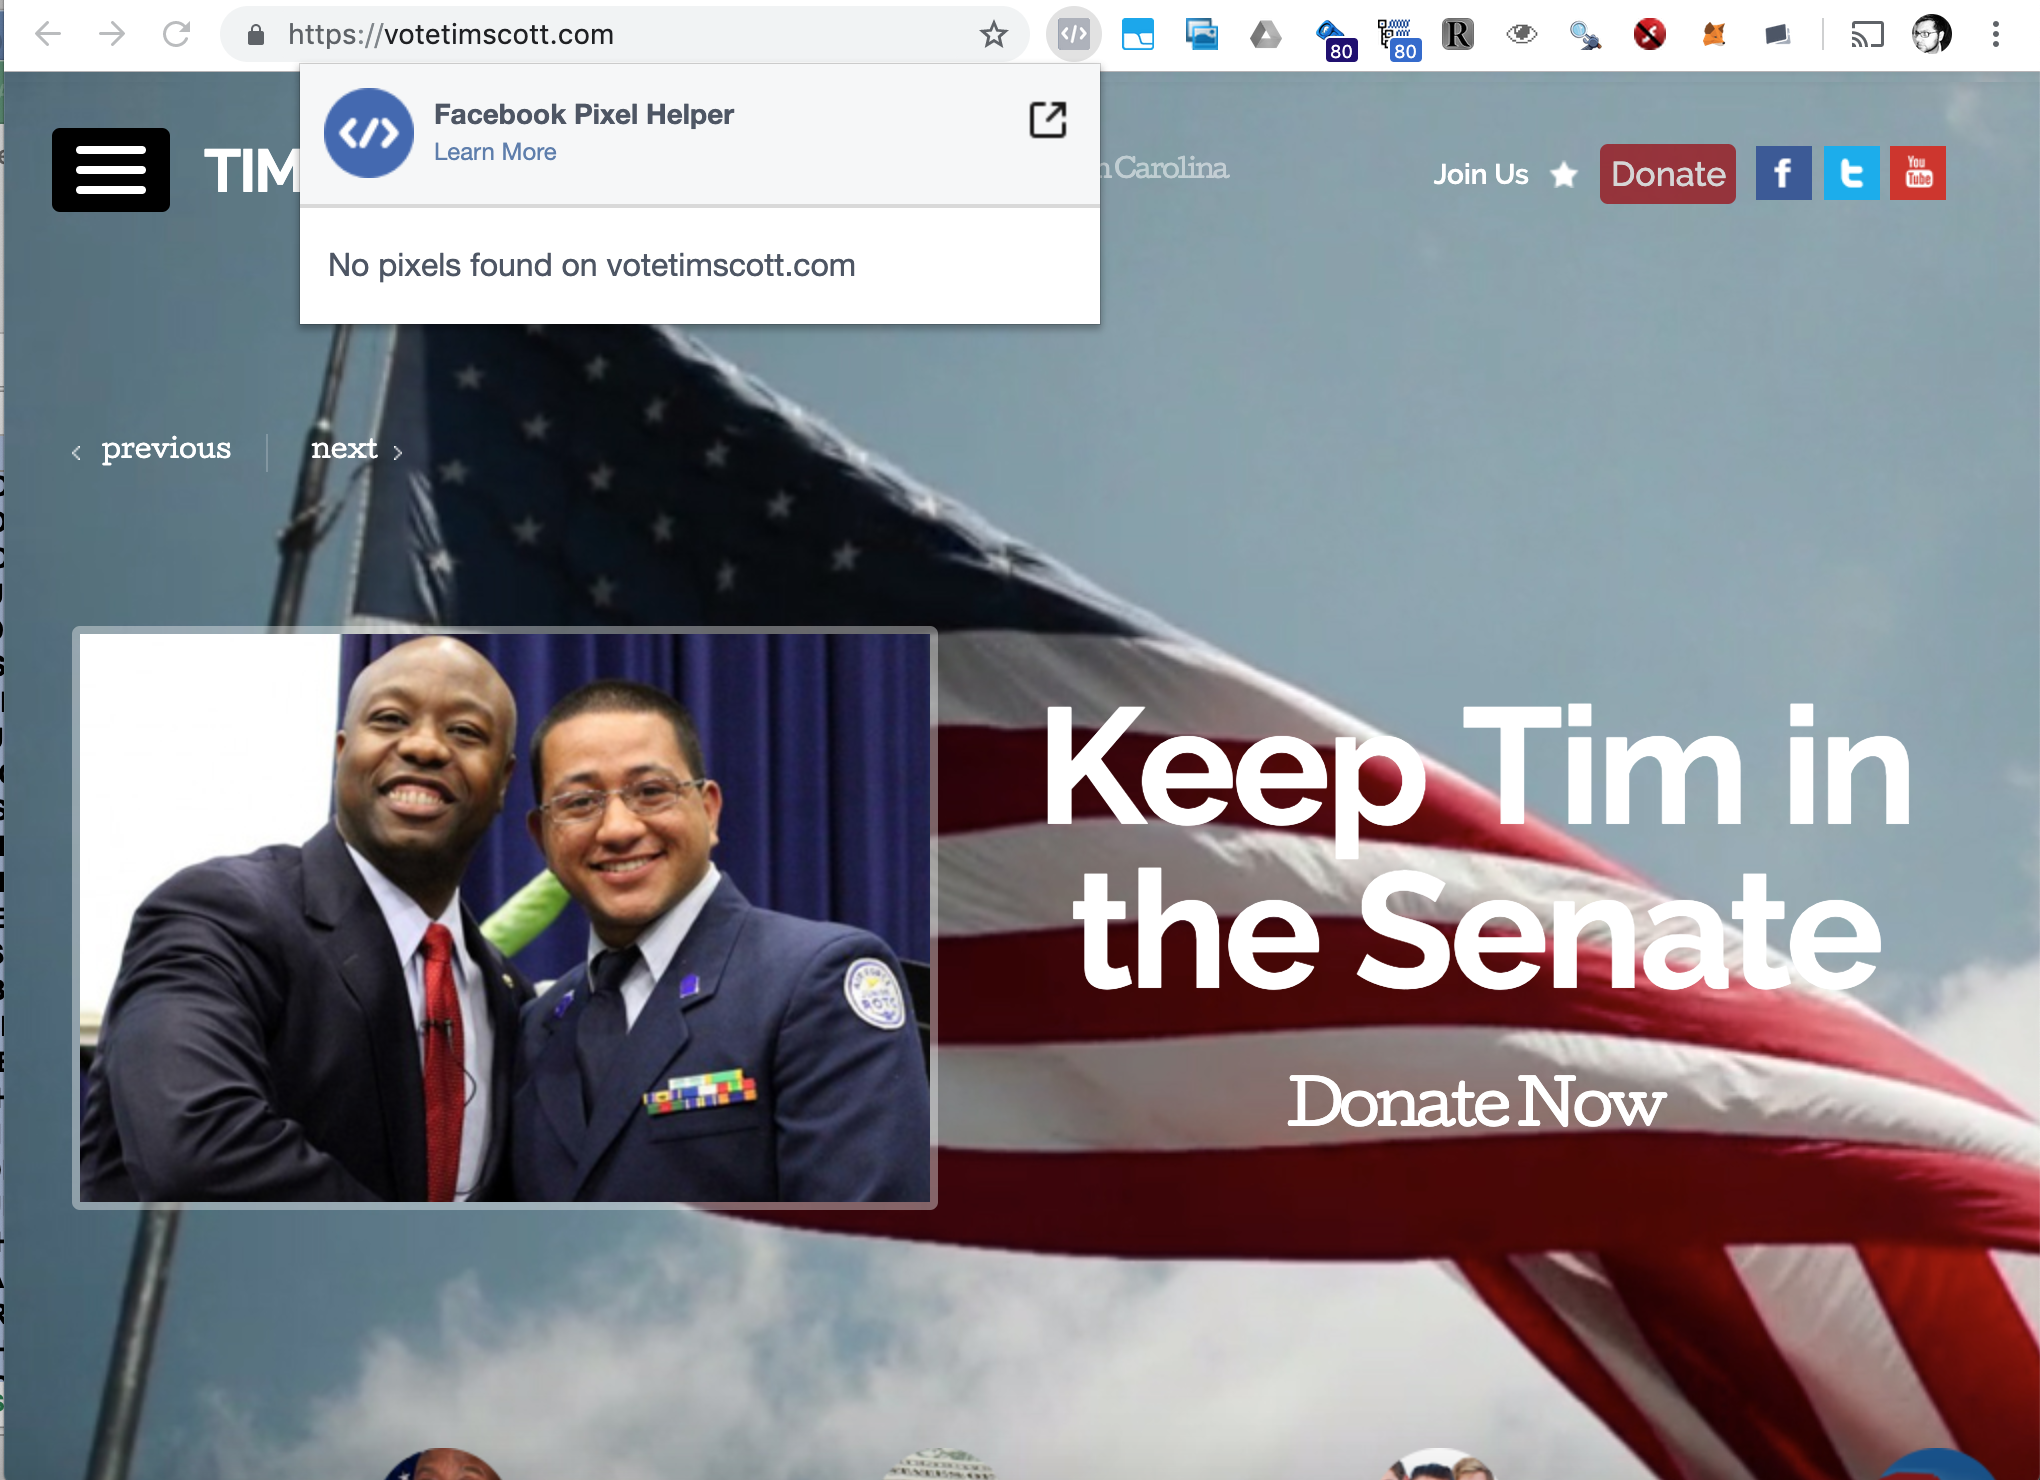 https://votetimscott.com
80
80
R
Facebook Pixel Helper
Learn More
No pixels found on votetimscott.com
TIM
Carolina
Join Us
Donate
f
t
You
Tube
previous
next
Keep Tim in
the Senate
Donate Now
ROTC